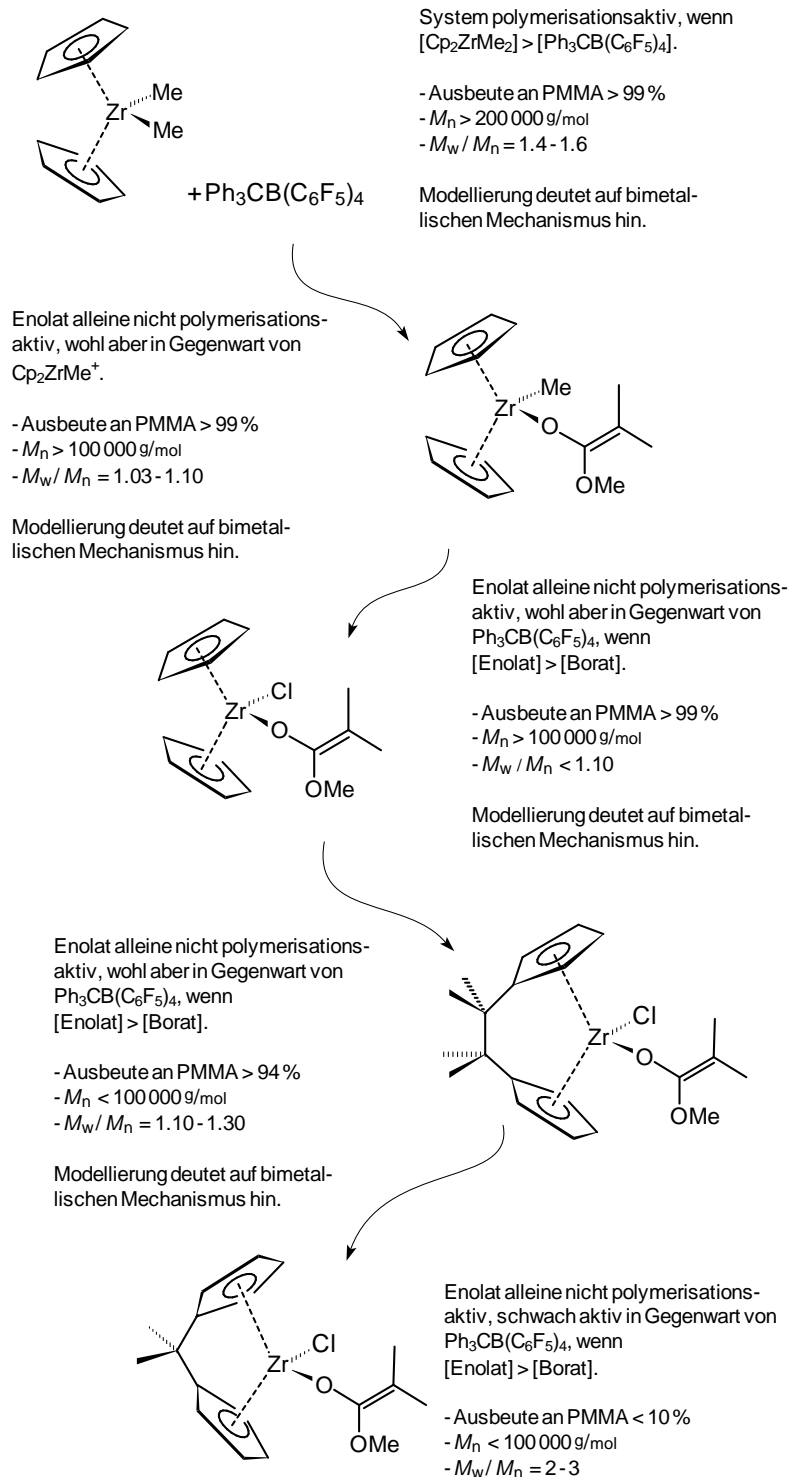 System polymerisationsaktiv, wenn
[Cp2ZrMe2] > [Ph3CB(C6F5)4].
- Ausbeute an PMMA > 99 %
- Mn > 200 000 g/mol
- Mw / Mn = 1.4 - 1.6
Modellierung deutet auf bimetal-
lischen Mechanismus hin.
Zr
Me
Me
+ Ph3CB(C6F5)4
Enolat alleine nicht polymerisations-
aktiv, wohl aber in Gegenwart von
Cp2ZrMe+.
- Ausbeute an PMMA > 99 %
- Mn > 100 000 g/mol
- Mw / Mn = 1.03 - 1.10
Modellierung deutet auf bimetal-
lischen Mechanismus hin.
Zr
Me
O
OMe
Enolat alleine nicht polymerisations-
aktiv, wohl aber in Gegenwart von
Ph3CB(C6F5)4, wenn
[Enolat] > [Borat].
- Ausbeute an PMMA > 99 %
- Mn > 100 000 g/mol
- Mw / Mn < 1.10
Modellierung deutet auf bimetal-
lischen Mechanismus hin.
Zr
Cl
O
OMe
Enolat alleine nicht polymerisations-
aktiv, wohl aber in Gegenwart von
Ph3CB(C6F5)4, wenn
[Enolat] > [Borat].
- Ausbeute an PMMA > 94 %
- Mn < 100 000 g/mol
- Mw / Mn = 1.10 - 1.30
Modellierung deutet auf bimetal-
lischen Mechanismus hin.
Zr
Cl
O
OMe
Enolat alleine nicht polymerisations-
aktiv, schwach aktiv in Gegenwart von
Ph3CB(C6F5)4, wenn
[Enolat] > [Borat].
- Ausbeute an PMMA < 10 %
- Mn < 100 000 g/mol
- Mw / Mn = 2 - 3
Zr
Cl
O
OMe